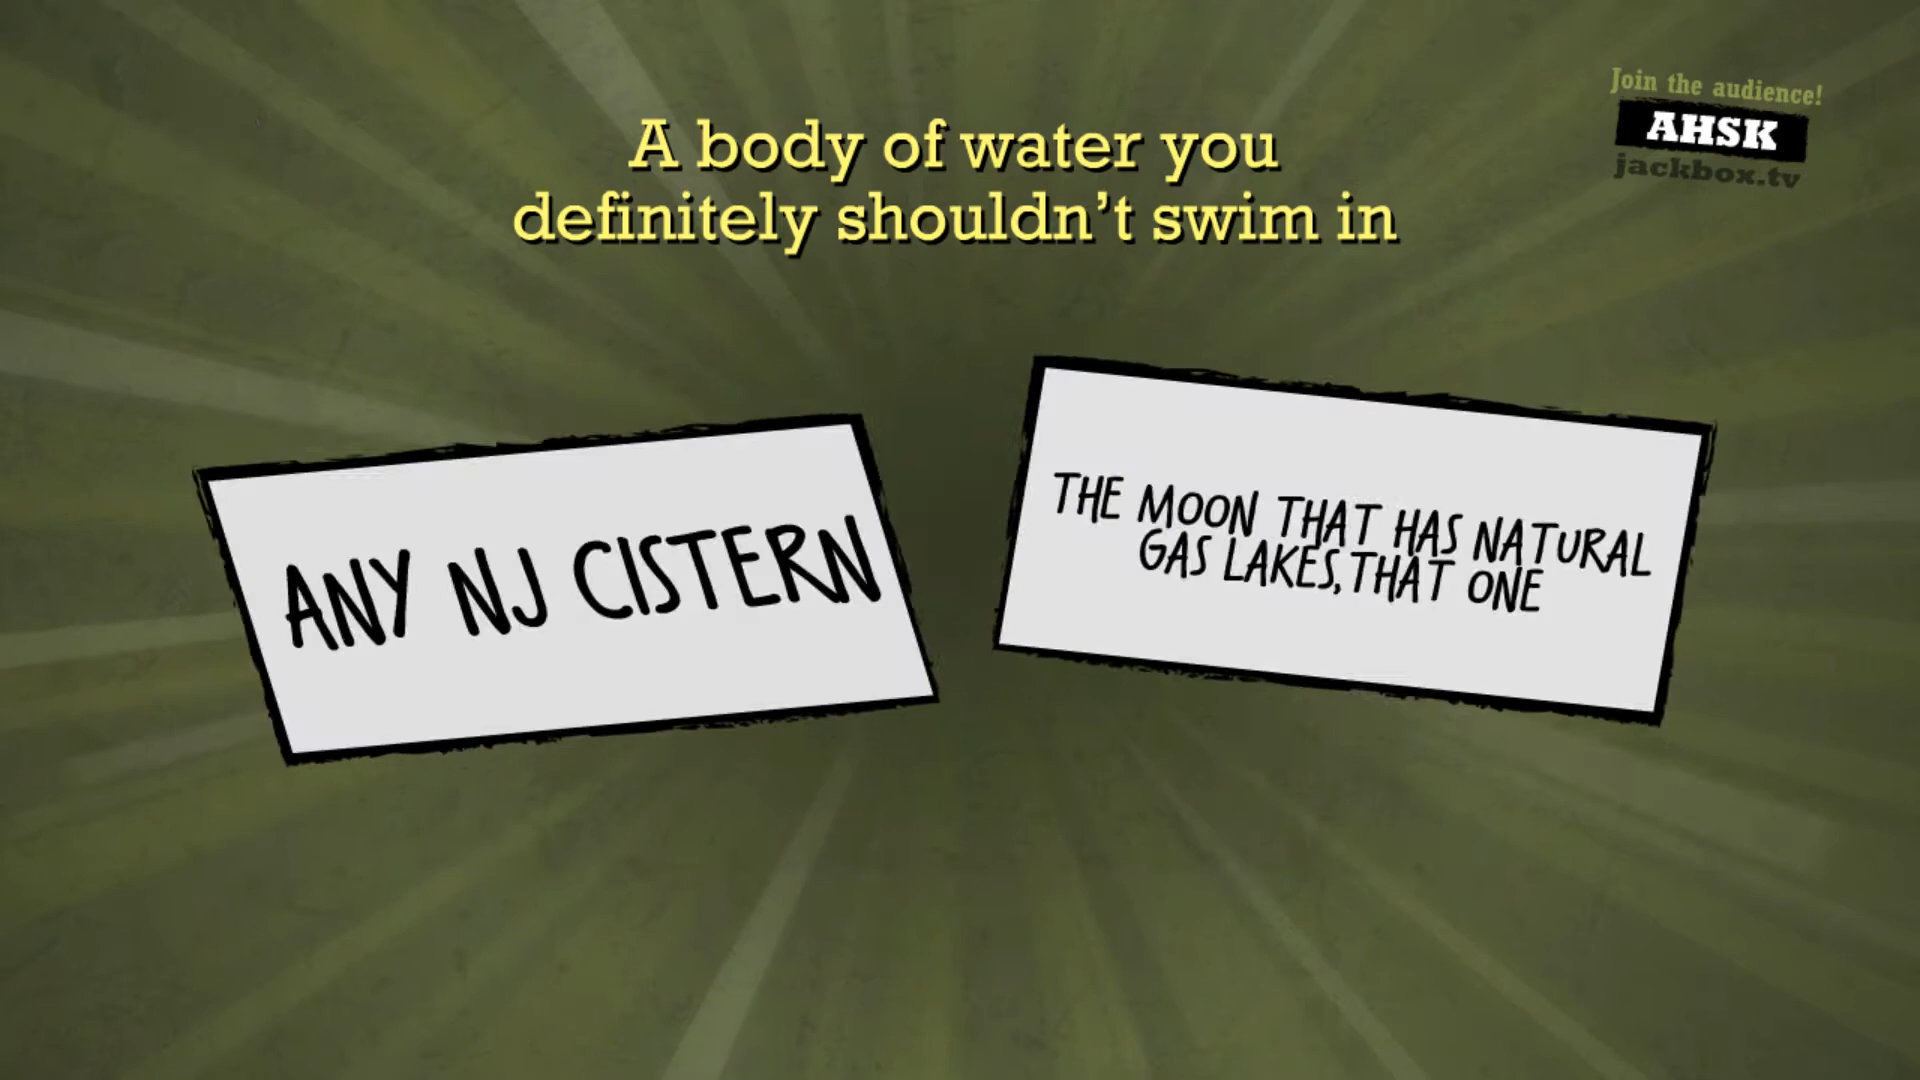 Join the audience!
AHSK
jackbox.tv
A body of water you
definitely shouldn't swim in
ANY NJ CISTERN
THE MOON THAT HAS NATURAL
GAS LAKES, THAT ONE